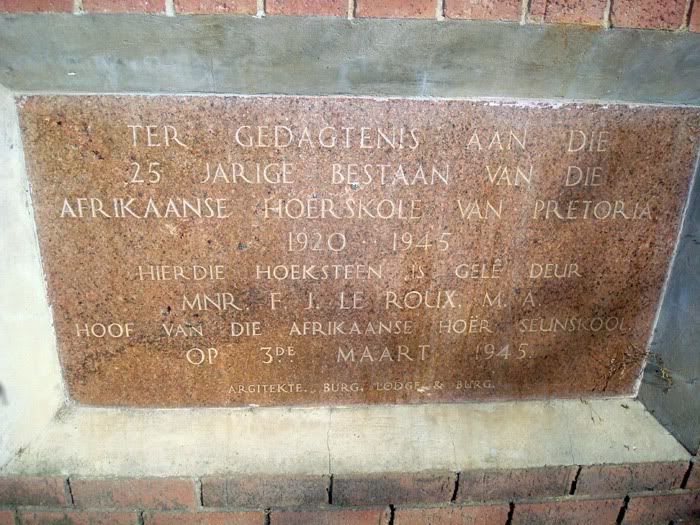 TER GEDAGTENIS AAN DIE
25 JARIGE BESTAAN VAN DIE
AFRIKAANSE HOËRSKOLE VAN PRETORIA
1920 - 1945
HIERDIE HOEKSTEEN IS GELÊ DEUR
MNR. F. J. LE ROUX, M. A.
HOOF VAN DIE AFRIKAANSE HOËR SEUNSKOOL
OP 3DE MAART 1945.
ARGITEKTE. BURG, LODGE & BURG.